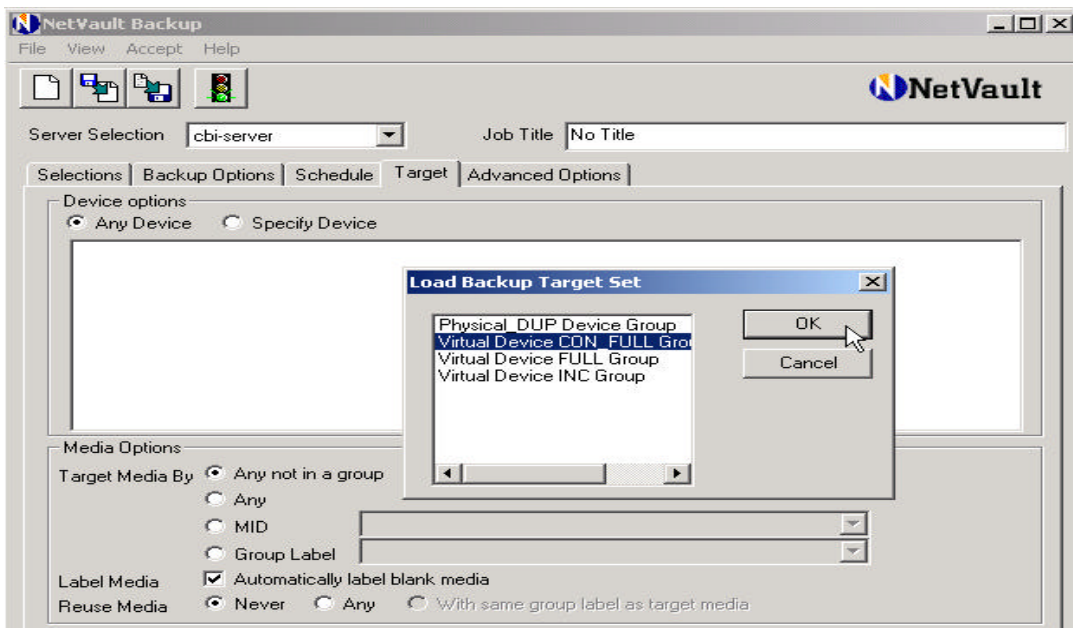 NetVault Backup
File View Accept Help
NetVault
Server Selection cbi-server Job Title No Title
Selections Backup Options Schedule Target Advanced Options
Device options
Any Device Specify Device
Load Backup Target Set
Physical_DUP Device Group
Virtual Device CON_FULL Grou
Virtual Device FULL Group
Virtual Device INC Group
OK
Cancel
Media Options
Target Media By Any not in a group
Any
MID
Group Label
Label Media Automatically label blank media
Reuse Media Never Any With same group label as target media